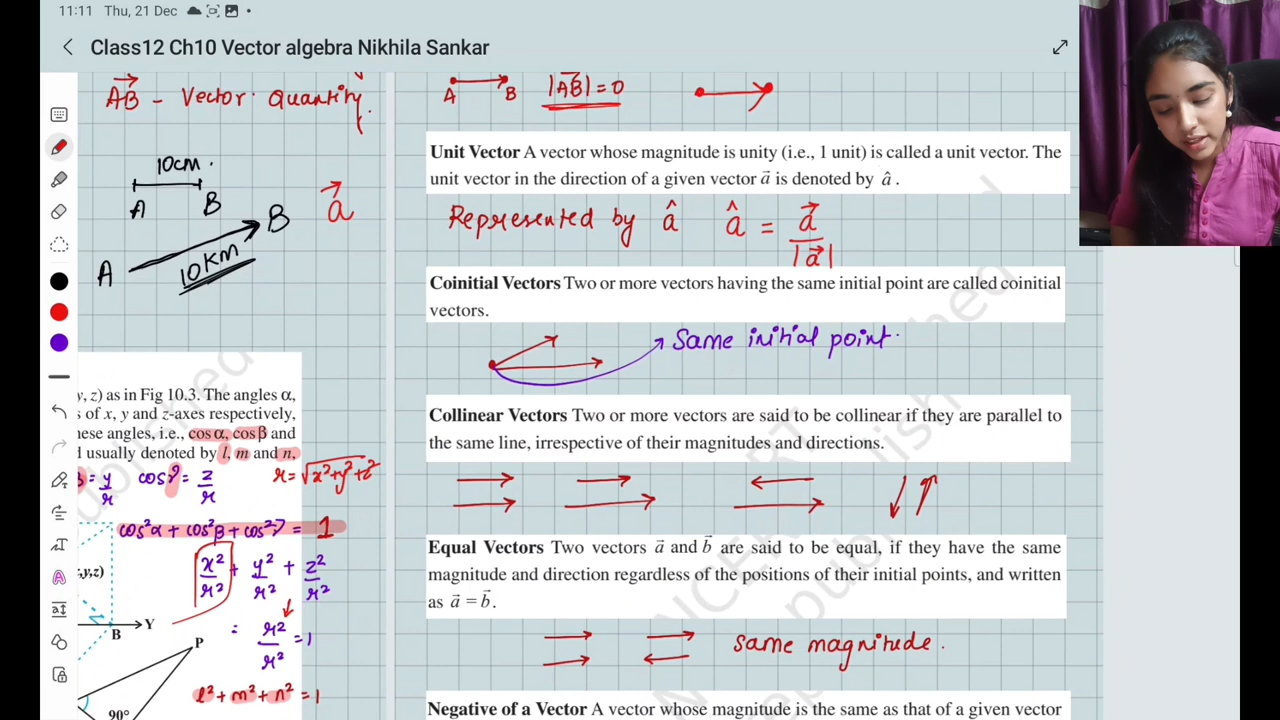 11:11 Thu, 21 Dec
Class12 Ch10 Vector algebra Nikhila Sankar
AB⃗ - Vector Quantity
10cm.
A B
A B
10 KM
a⃗
y, z) as in Fig 10.3. The angles α,
s of x, y and z-axes respectively,
hese angles, i.e., cos α, cos β and
d usually denoted by l, m and n,
= y/r cos γ = z/r r = √x²+y²+z²
cos²α + cos²β + cos²γ = 1
x²/r² + y²/r² + z²/r²
,y,z)
= r²/r² = 1
B Y
P
l² + m² + n² = 1
90°
A B |AB⃗| = 0
Unit Vector A vector whose magnitude is unity (i.e., 1 unit) is called a unit vector. The
unit vector in the direction of a given vector a⃗ is denoted by â .
Represented by â â = a⃗/|a⃗|
Coinitial Vectors Two or more vectors having the same initial point are called coinitial
vectors.
Same initial point.
Collinear Vectors Two or more vectors are said to be collinear if they are parallel to
the same line, irrespective of their magnitudes and directions.
Equal Vectors Two vectors a⃗ and b⃗ are said to be equal, if they have the same
magnitude and direction regardless of the positions of their initial points, and written
as a⃗ = b⃗.
same magnitude.
Negative of a Vector A vector whose magnitude is the same as that of a given vector